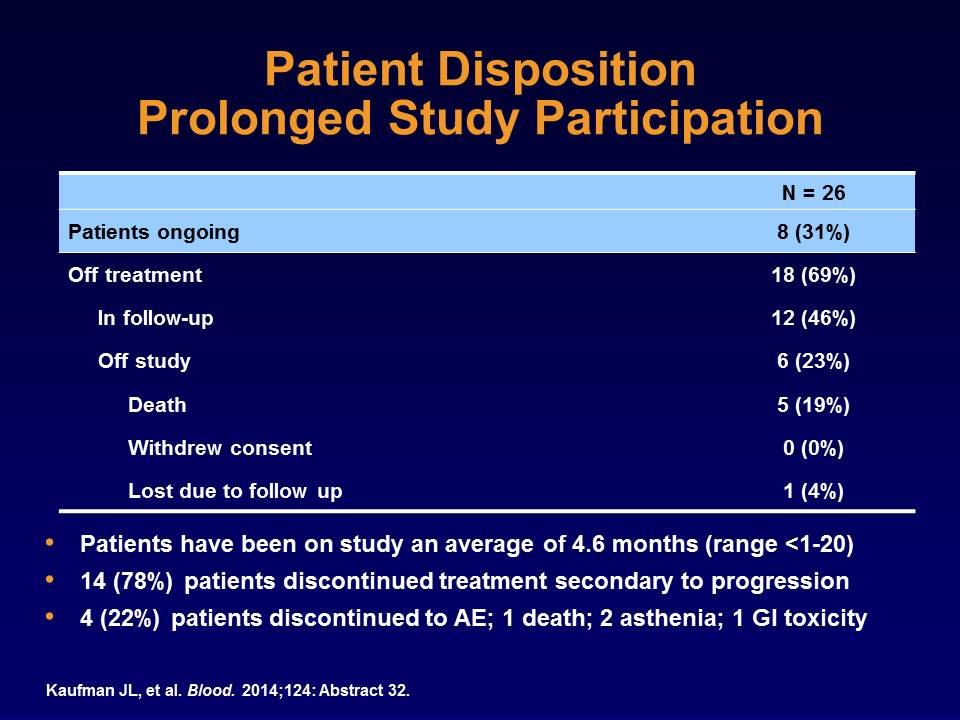 Patient Disposition
Prolonged Study Participation
N = 26
Patients ongoing 8 (31%)
Off treatment 18 (69%)
In follow-up 12 (46%)
Off study 6 (23%)
Death 5 (19%)
Withdrew consent 0 (0%)
Lost due to follow up 1 (4%)
• Patients have been on study an average of 4.6 months (range <1-20)
• 14 (78%) patients discontinued treatment secondary to progression
• 4 (22%) patients discontinued to AE; 1 death; 2 asthenia; 1 GI toxicity
Kaufman JL, et al. Blood. 2014;124: Abstract 32.